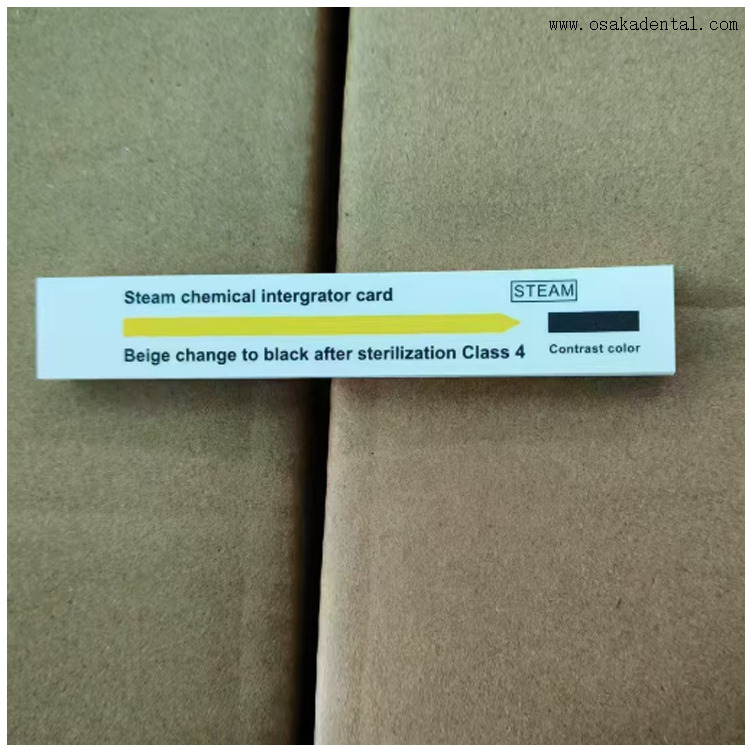 www.osakadental.com
Steam chemical intergrator card
STEAM
Beige change to black after sterilization Class 4
Contrast color